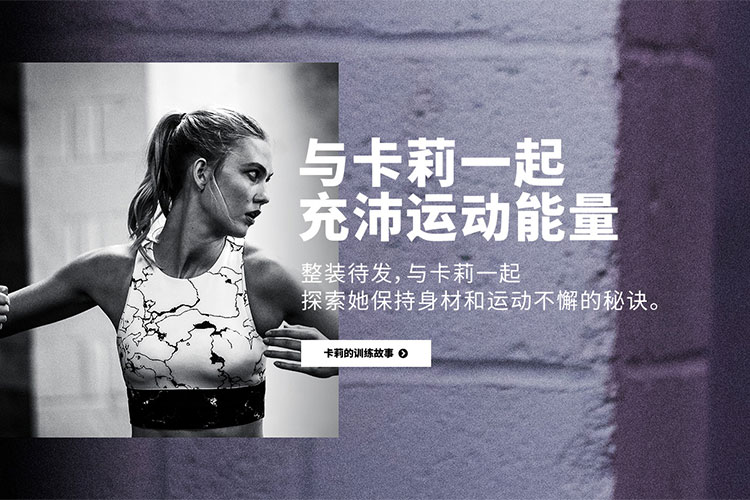 与卡莉一起
充沛运动能量
整装待发，与卡莉一起
探索她保持身材和运动不懈的秘诀。
卡莉的训练故事